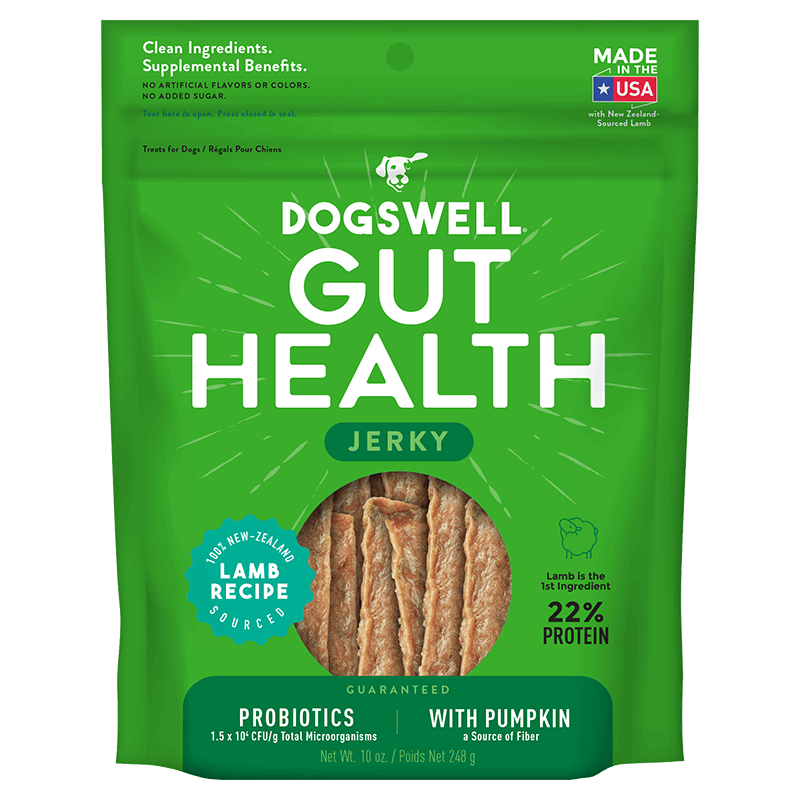 Clean Ingredients.
Supplemental Benefits.
NO ARTIFICIAL FLAVORS OR COLORS.
NO ADDED SUGAR.
Tear here to open. Press closed to seal.
Treats for Dogs / Régals Pour Chiens
MADE
IN THE
USA
with New Zealand-
Sourced Lamb
DOGSWELL®
GUT
HEALTH
JERKY
100% NEW-ZEALAND
LAMB
RECIPE
SOURCED
Lamb is the
1st Ingredient
22%
PROTEIN
GUARANTEED
PROBIOTICS
1.5 x 10⁶ CFU/g Total Microorganisms
WITH PUMPKIN
a Source of Fiber
Net Wt. 10 oz. / Poids Net 248 g